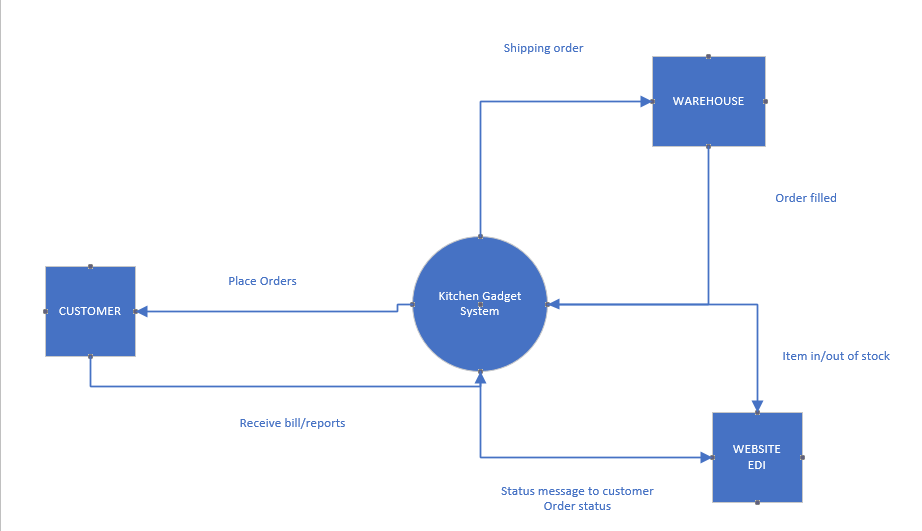 Shipping order
WAREHOUSE
Order filled
Place Orders
Kitchen Gadget
System
CUSTOMER
Item in/out of stock
Receive bill/reports
WEBSITE
EDI
Status message to customer
Order status